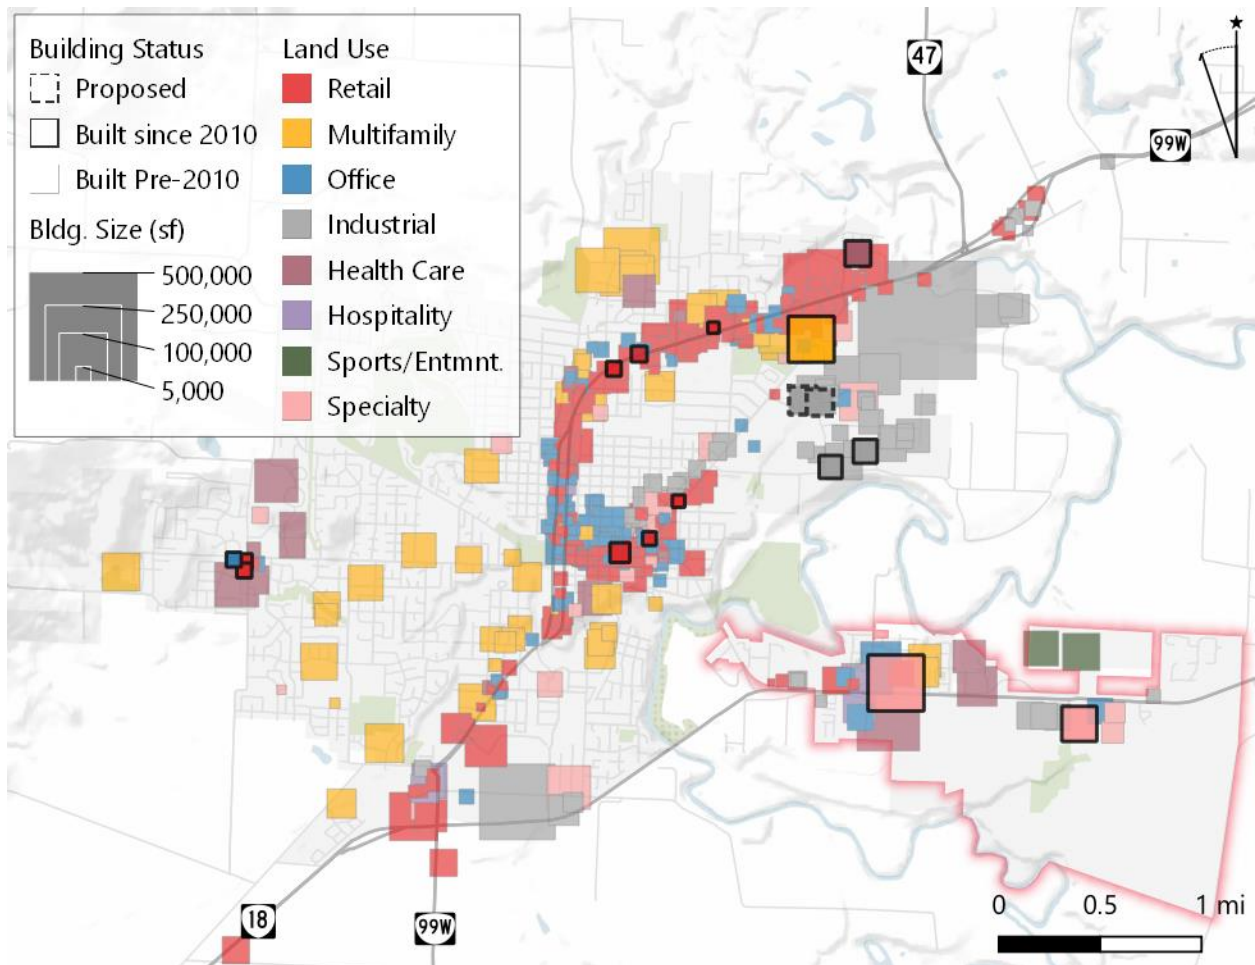 Building Status
Proposed
Built since 2010
Built Pre-2010
Bldg. Size (sf)
500,000
250,000
100,000
5,000
Land Use
Retail
Multifamily
Office
Industrial
Health Care
Hospitality
Sports/Entmnt.
Specialty
47
99W
18
99W
0 0.5 1 mi